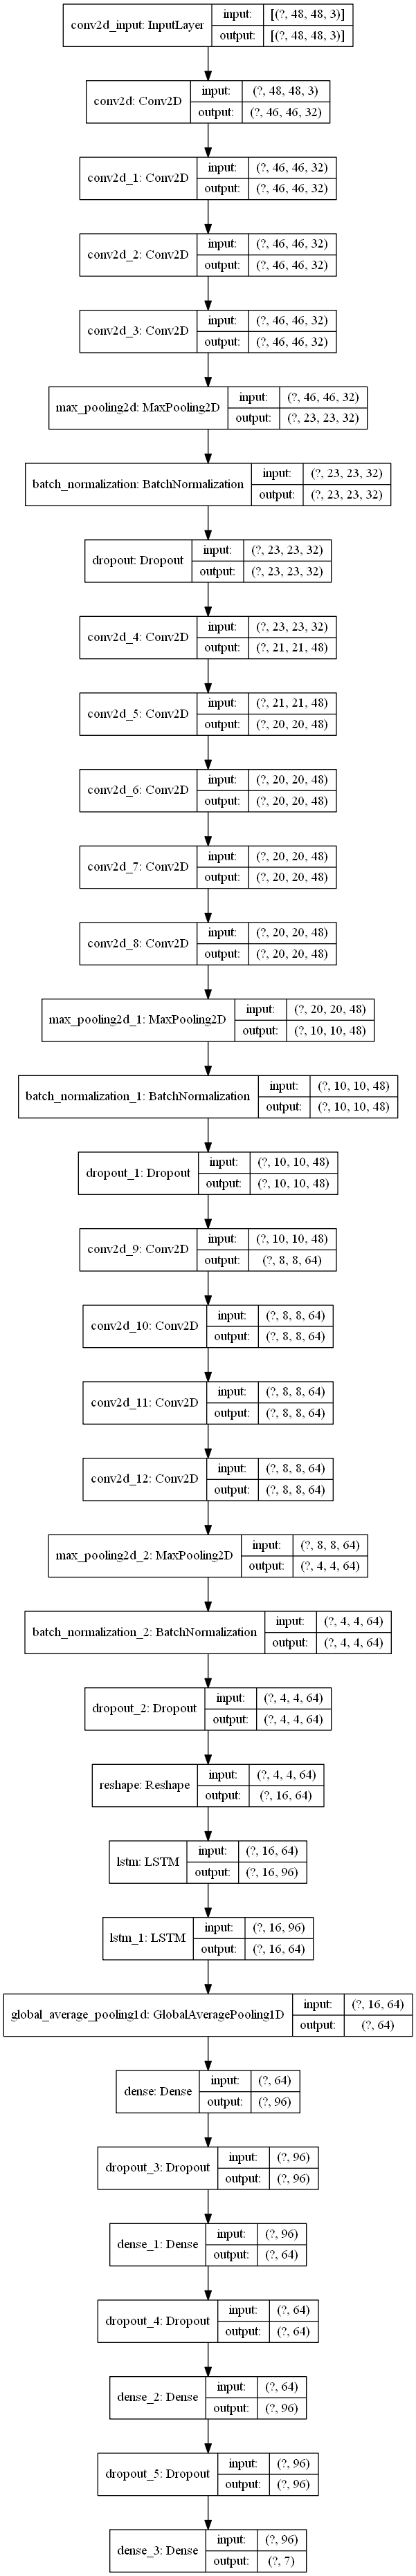 conv2d_input: InputLayer
input: [(?, 48, 48, 3)]
output: [(?, 48, 48, 3)]
conv2d: Conv2D
input: (?, 48, 48, 3)
output: (?, 46, 46, 32)
conv2d_1: Conv2D
input: (?, 46, 46, 32)
output: (?, 46, 46, 32)
conv2d_2: Conv2D
input: (?, 46, 46, 32)
output: (?, 46, 46, 32)
conv2d_3: Conv2D
input: (?, 46, 46, 32)
output: (?, 46, 46, 32)
max_pooling2d: MaxPooling2D
input: (?, 46, 46, 32)
output: (?, 23, 23, 32)
batch_normalization: BatchNormalization
input: (?, 23, 23, 32)
output: (?, 23, 23, 32)
dropout: Dropout
input: (?, 23, 23, 32)
output: (?, 23, 23, 32)
conv2d_4: Conv2D
input: (?, 23, 23, 32)
output: (?, 21, 21, 48)
conv2d_5: Conv2D
input: (?, 21, 21, 48)
output: (?, 20, 20, 48)
conv2d_6: Conv2D
input: (?, 20, 20, 48)
output: (?, 20, 20, 48)
conv2d_7: Conv2D
input: (?, 20, 20, 48)
output: (?, 20, 20, 48)
conv2d_8: Conv2D
input: (?, 20, 20, 48)
output: (?, 20, 20, 48)
max_pooling2d_1: MaxPooling2D
input: (?, 20, 20, 48)
output: (?, 10, 10, 48)
batch_normalization_1: BatchNormalization
input: (?, 10, 10, 48)
output: (?, 10, 10, 48)
dropout_1: Dropout
input: (?, 10, 10, 48)
output: (?, 10, 10, 48)
conv2d_9: Conv2D
input: (?, 10, 10, 48)
output: (?, 8, 8, 64)
conv2d_10: Conv2D
input: (?, 8, 8, 64)
output: (?, 8, 8, 64)
conv2d_11: Conv2D
input: (?, 8, 8, 64)
output: (?, 8, 8, 64)
conv2d_12: Conv2D
input: (?, 8, 8, 64)
output: (?, 8, 8, 64)
max_pooling2d_2: MaxPooling2D
input: (?, 8, 8, 64)
output: (?, 4, 4, 64)
batch_normalization_2: BatchNormalization
input: (?, 4, 4, 64)
output: (?, 4, 4, 64)
dropout_2: Dropout
input: (?, 4, 4, 64)
output: (?, 4, 4, 64)
reshape: Reshape
input: (?, 4, 4, 64)
output: (?, 16, 64)
lstm: LSTM
input: (?, 16, 64)
output: (?, 16, 96)
lstm_1: LSTM
input: (?, 16, 96)
output: (?, 16, 64)
global_average_pooling1d: GlobalAveragePooling1D
input: (?, 16, 64)
output: (?, 64)
dense: Dense
input: (?, 64)
output: (?, 96)
dropout_3: Dropout
input: (?, 96)
output: (?, 96)
dense_1: Dense
input: (?, 96)
output: (?, 64)
dropout_4: Dropout
input: (?, 64)
output: (?, 64)
dense_2: Dense
input: (?, 64)
output: (?, 96)
dropout_5: Dropout
input: (?, 96)
output: (?, 96)
dense_3: Dense
input: (?, 96)
output: (?, 7)